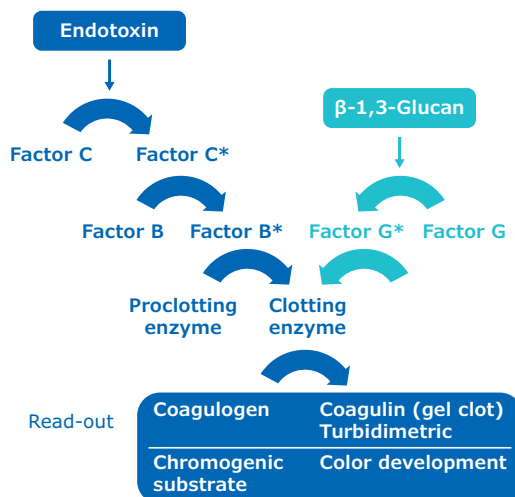 Endotoxin
β-1,3-Glucan
Factor C
Factor C*
Factor B
Factor B*
Factor G*
Factor G
Proclotting
enzyme
Clotting
enzyme
Read-out
Coagulogen
Coagulin (gel clot)
Turbidimetric
Chromogenic
substrate
Color development